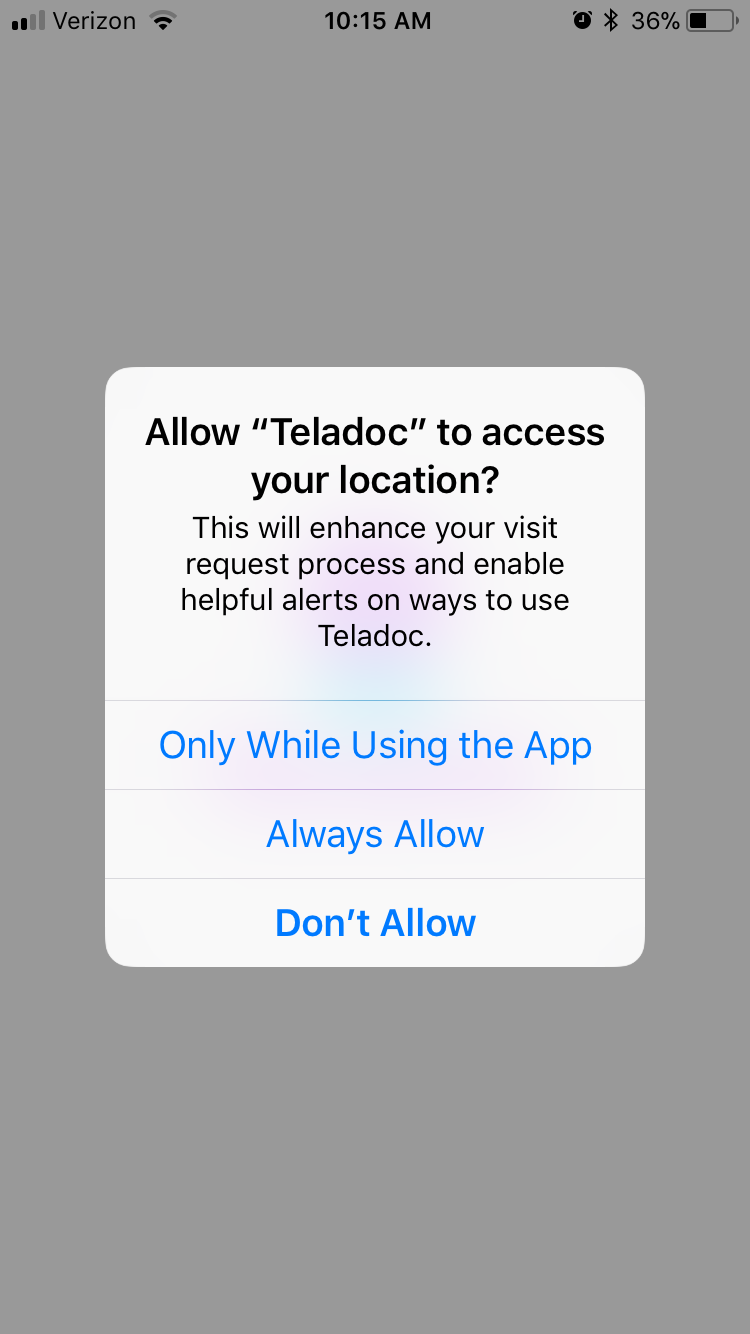 Verizon 10:15 AM 36%
Allow “Teladoc” to access
your location?
This will enhance your visit
request process and enable
helpful alerts on ways to use
Teladoc.
Only While Using the App
Always Allow
Don’t Allow